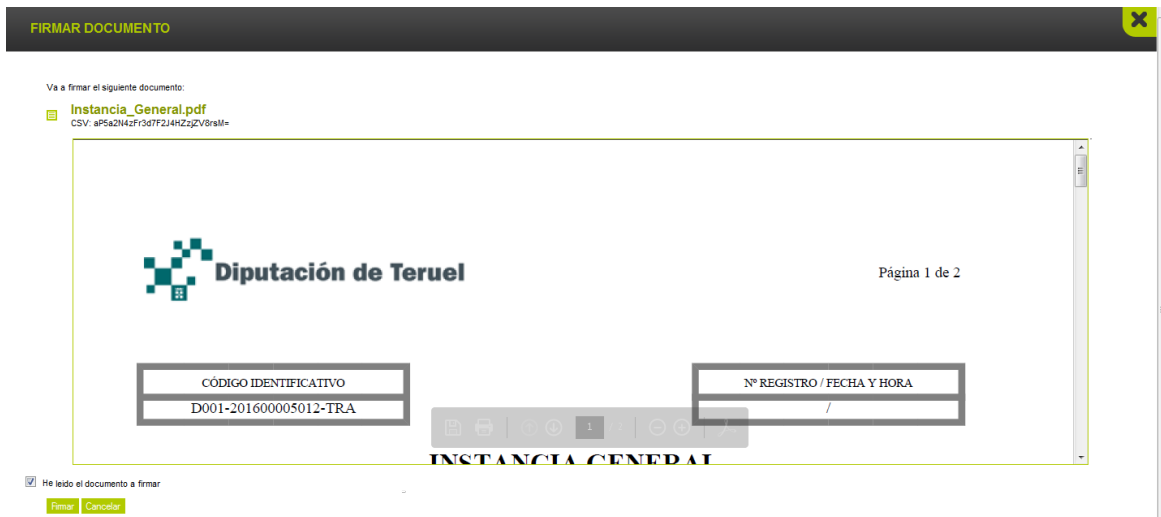 FIRMAR DOCUMENTO
Va a firmar el siguiente documento:
Instancia_General.pdf
CSV: aP5a2N4zFr3d7F2J4HZzjZV8rsM=
Diputación de Teruel
Página 1 de 2
CÓDIGO IDENTIFICATIVO
Nº REGISTRO / FECHA Y HORA
D001-201600005012-TRA
/
1
INSTANCIA GENERAL
He leido el documento a firmar
Firmar Cancelar